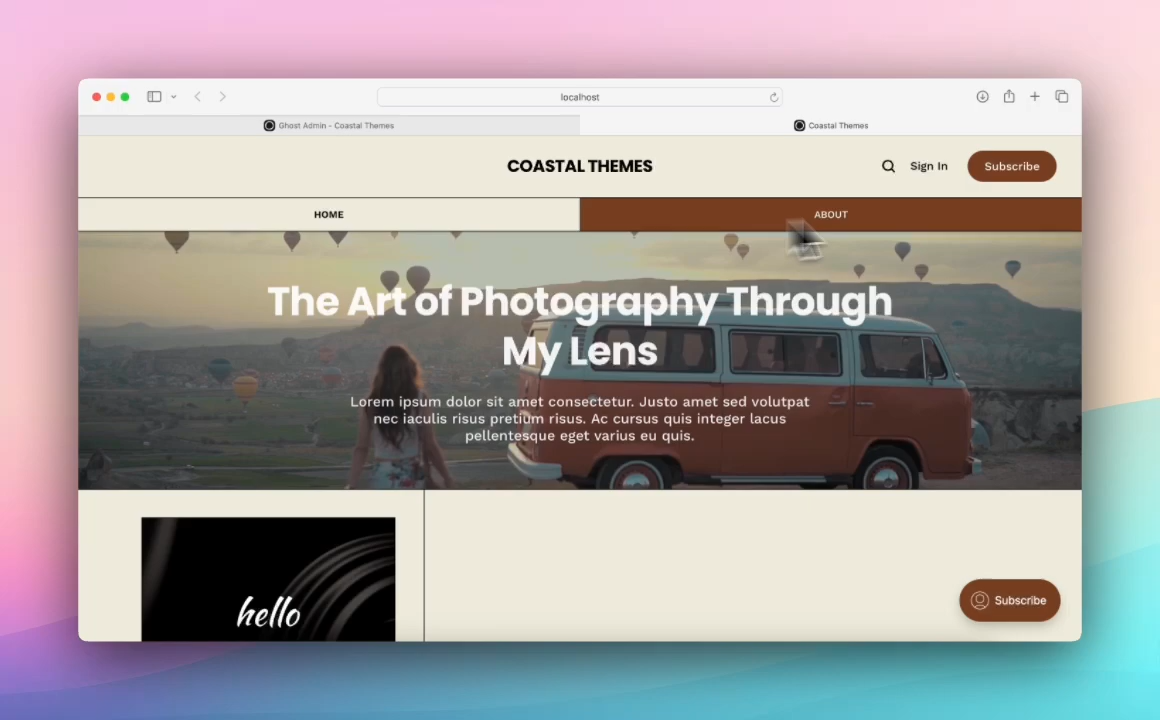 localhost
Ghost Admin - Coastal Themes
Coastal Themes
COASTAL THEMES
Sign In
Subscribe
HOME
ABOUT
The Art of Photography Through
My Lens
Lorem ipsum dolor sit amet consectetur. Justo amet sed volutpat
nec iaculis risus pretium risus. Ac cursus quis integer lacus
pellentesque eget varius eu quis.
hello
Subscribe